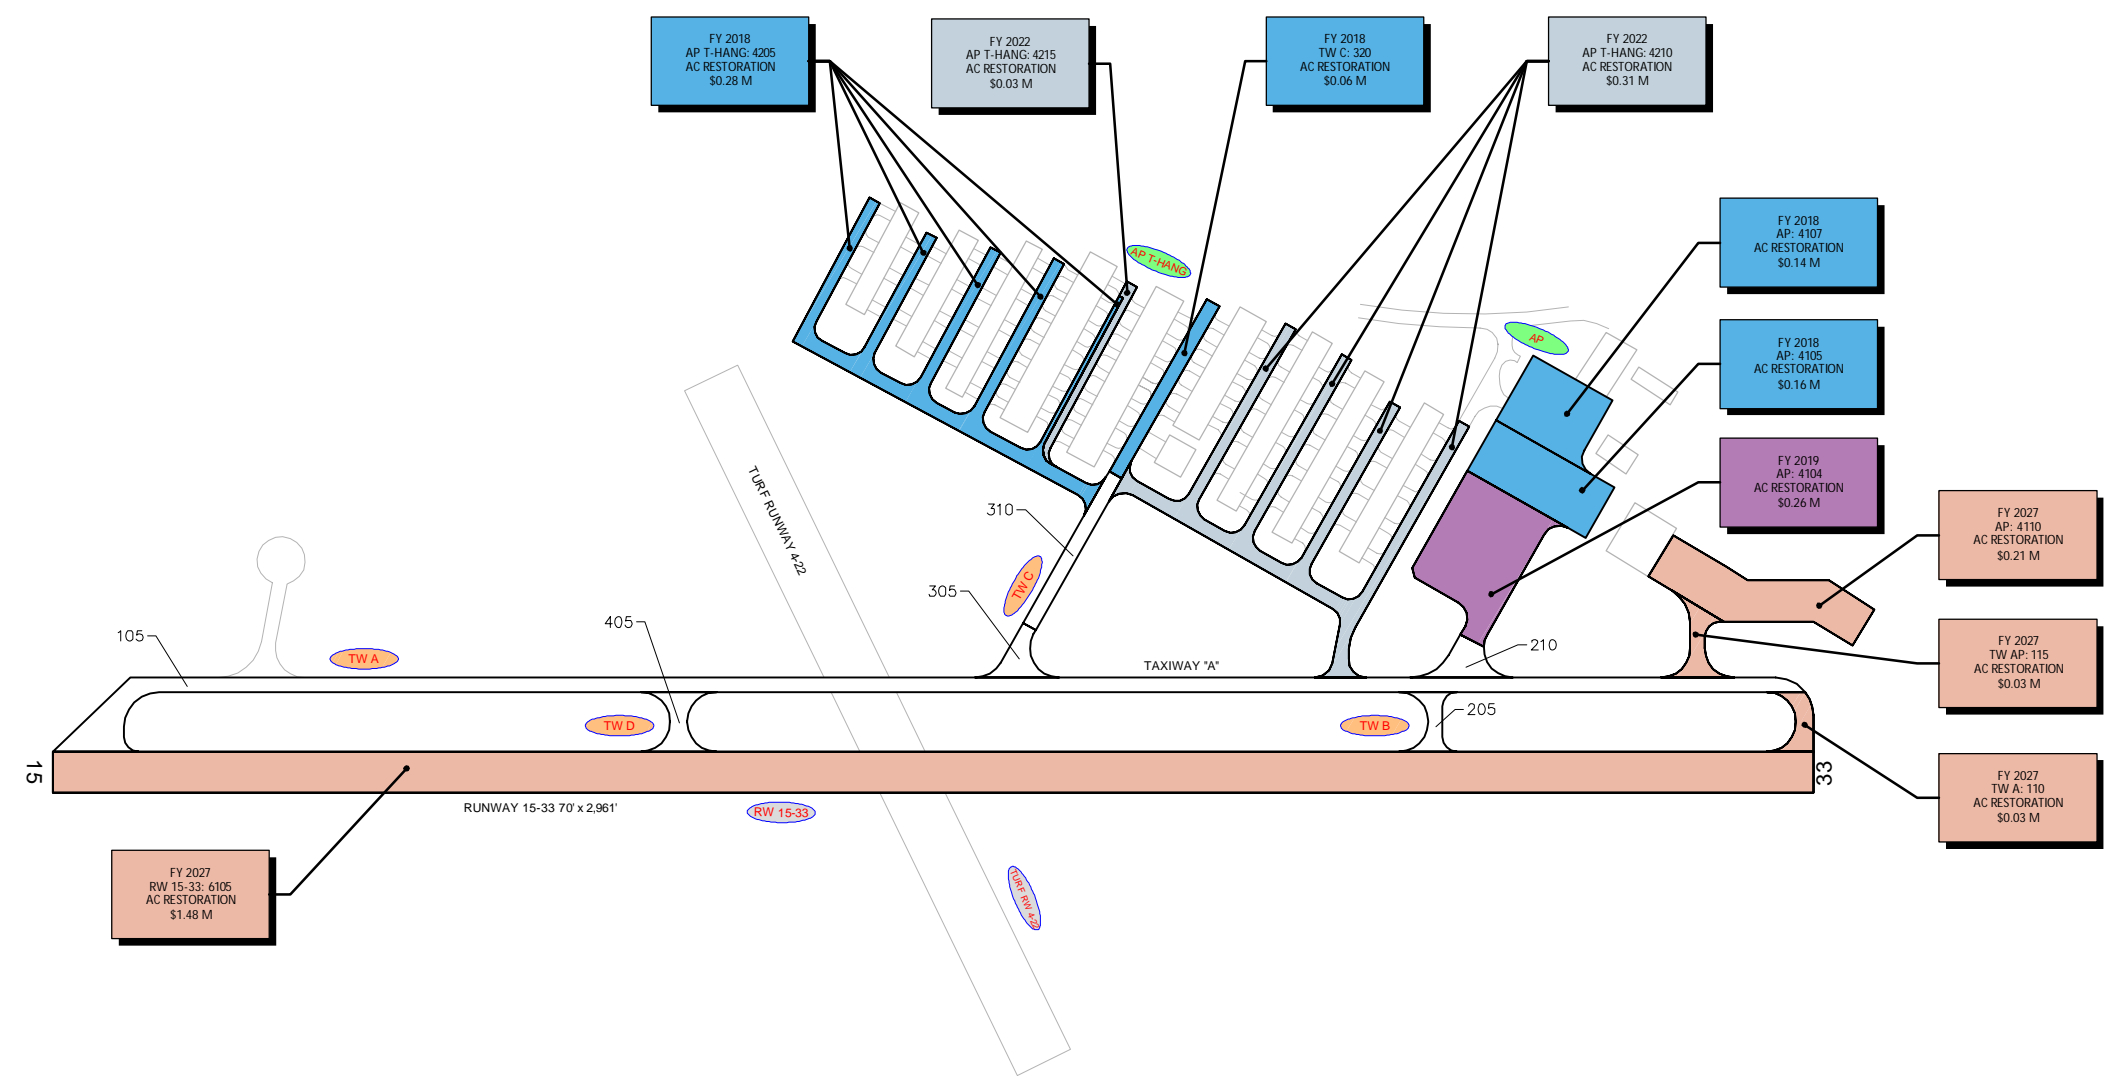 FY 2018
AP T-HANG: 4205
AC RESTORATION
$0.28 M
FY 2022
AP T-HANG: 4215
AC RESTORATION
$0.03 M
FY 2018
TW C: 320
AC RESTORATION
$0.06 M
FY 2022
AP T-HANG: 4210
AC RESTORATION
$0.31 M
FY 2018
AP: 4107
AC RESTORATION
$0.14 M
AP T-HANG
AP
FY 2018
AP: 4105
AC RESTORATION
$0.16 M
FY 2019
AP: 4104
AC RESTORATION
$0.26 M
TURF RUNWAY 4-22
310
FY 2027
AP: 4110
AC RESTORATION
$0.21 M
TW C
305
405
105
TW A
TAXIWAY "A"
210
FY 2027
TW AP: 115
AC RESTORATION
$0.03 M
TW D
TW B
205
15
33
FY 2027
TW A: 110
AC RESTORATION
$0.03 M
RUNWAY 15-33 70' x 2,961'
RW 15-33
FY 2027
RW 15-33: 6105
AC RESTORATION
$1.48 M
TURF RW 4-22